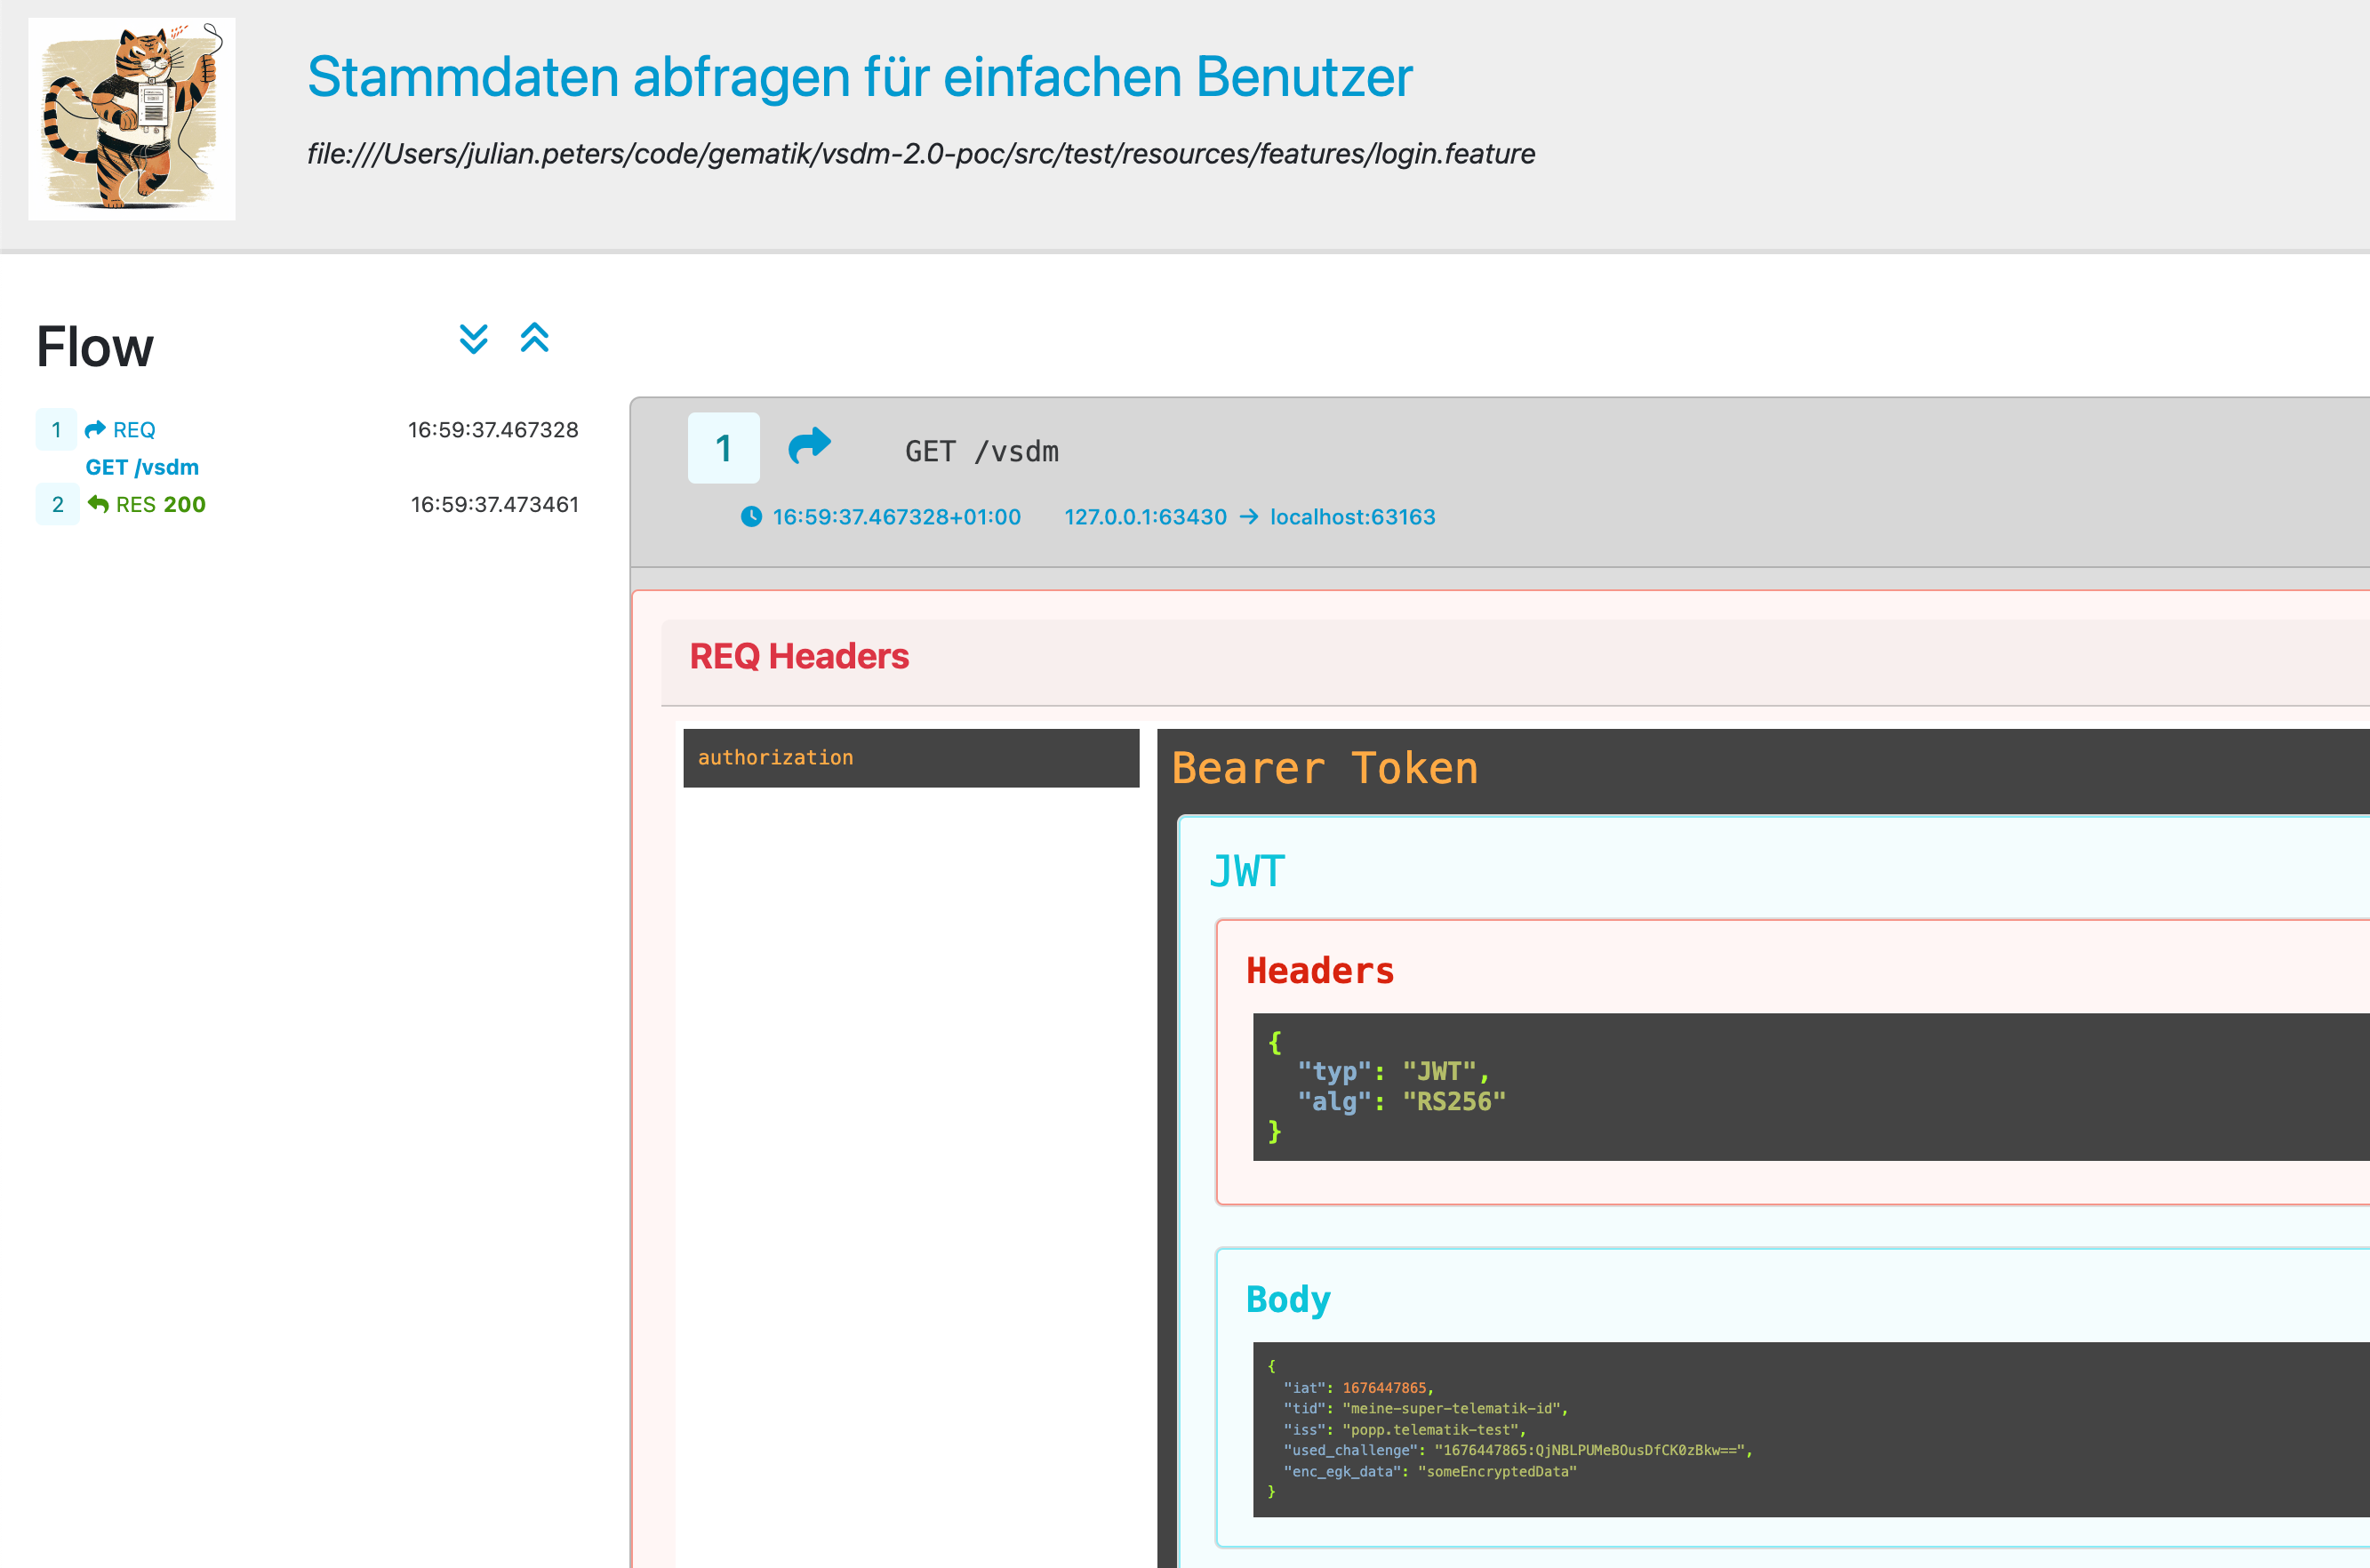 Stammdaten abfragen für einfachen Benutzer
file:///Users/julian.peters/code/gematik/vsdm-2.0-poc/src/test/resources/features/login.feature
Flow
1 REQ 16:59:37.467328
GET /vsdm
2 RES 200 16:59:37.473461
1 GET /vsdm
16:59:37.467328+01:00 127.0.0.1:63430 → localhost:63163
REQ Headers
authorization
Bearer Token
JWT
Headers
{
"typ": "JWT",
"alg": "RS256"
}
Body
{
"iat": 1676447865,
"tid": "meine-super-telematik-id",
"iss": "popp.telematik-test",
"used_challenge": "1676447865:QjNBLPUMeBOusDfCK0zBkw==",
"enc_egk_data": "someEncryptedData"
}